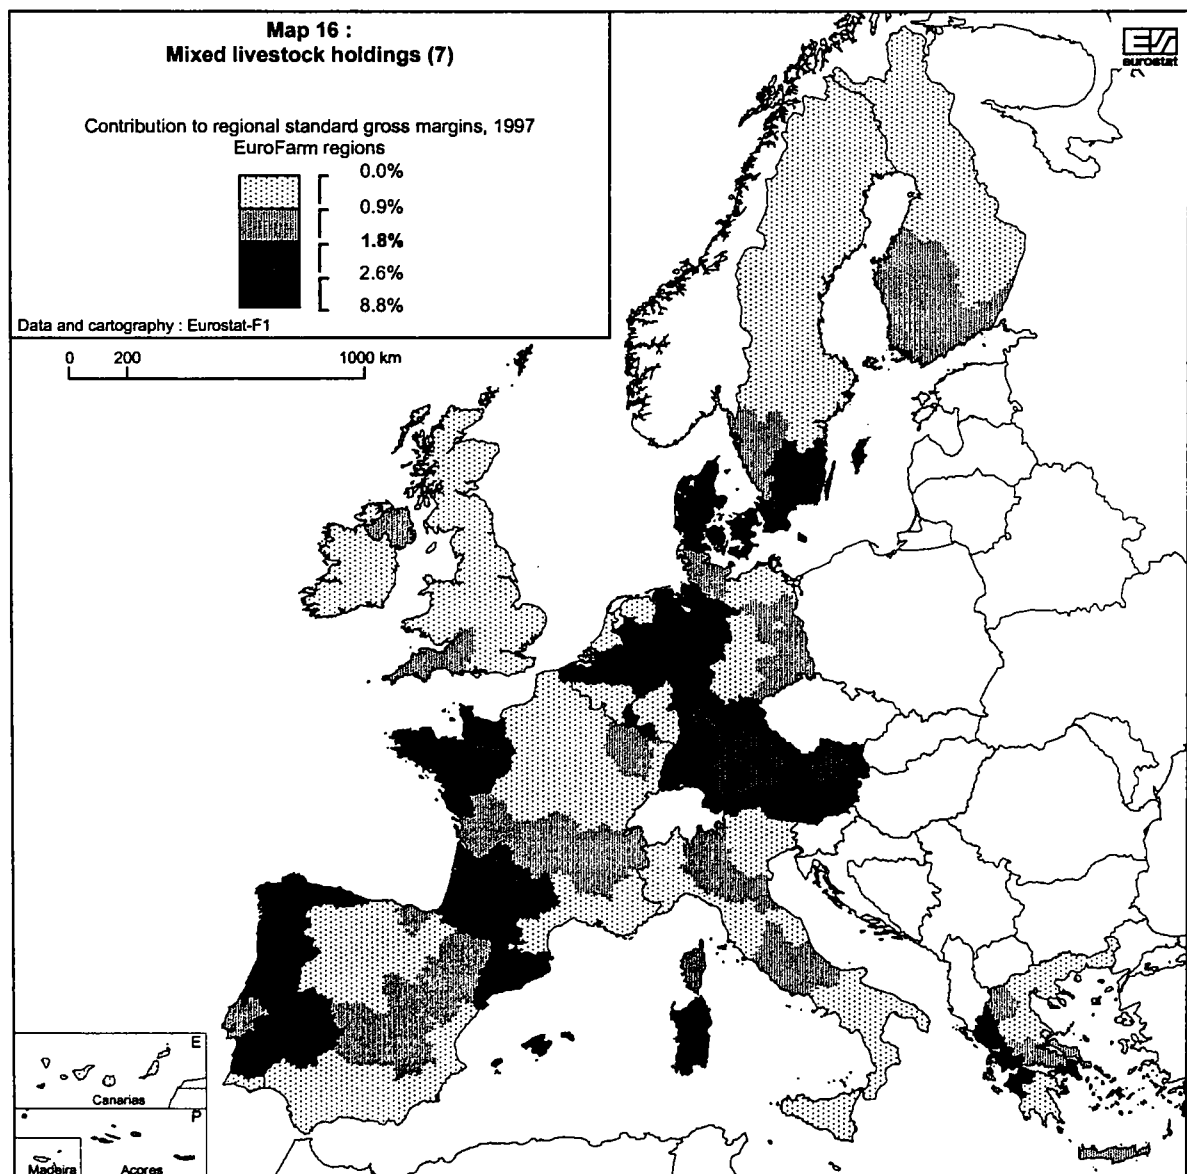 Map 16 :
Mixed livestock holdings (7)
eurostat
Contribution to regional standard gross margins, 1997
EuroFarm regions
0.0%
0.9%
1.8%
2.6%
8.8%
Data and cartography : Eurostat-F1
0 200 1000 km
E
Canarias
P
Madeira Açores